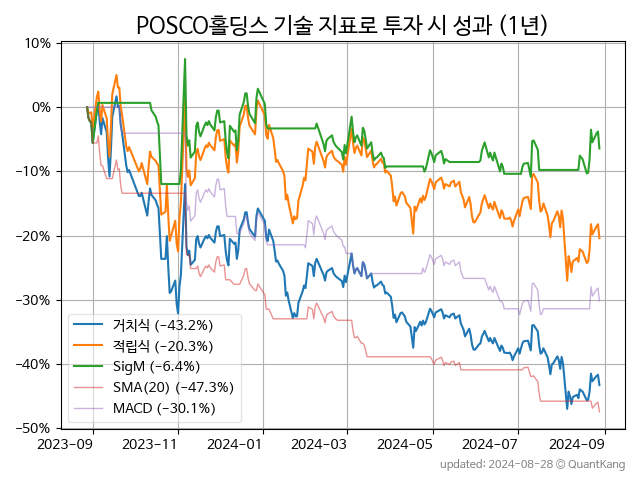 POSCO홀딩스 기술 지표로 투자 시 성과 (1년)
10%
0%
−10%
−20%
−30%
−40%
−50%
거치식 (−43.2%)
적립식 (−20.3%)
SigM (−6.4%)
SMA(20) (−47.3%)
MACD (−30.1%)
2023-09
2023-11
2024-01
2024-03
2024-05
2024-07
2024-09
updated: 2024-08-28 © QuantKang